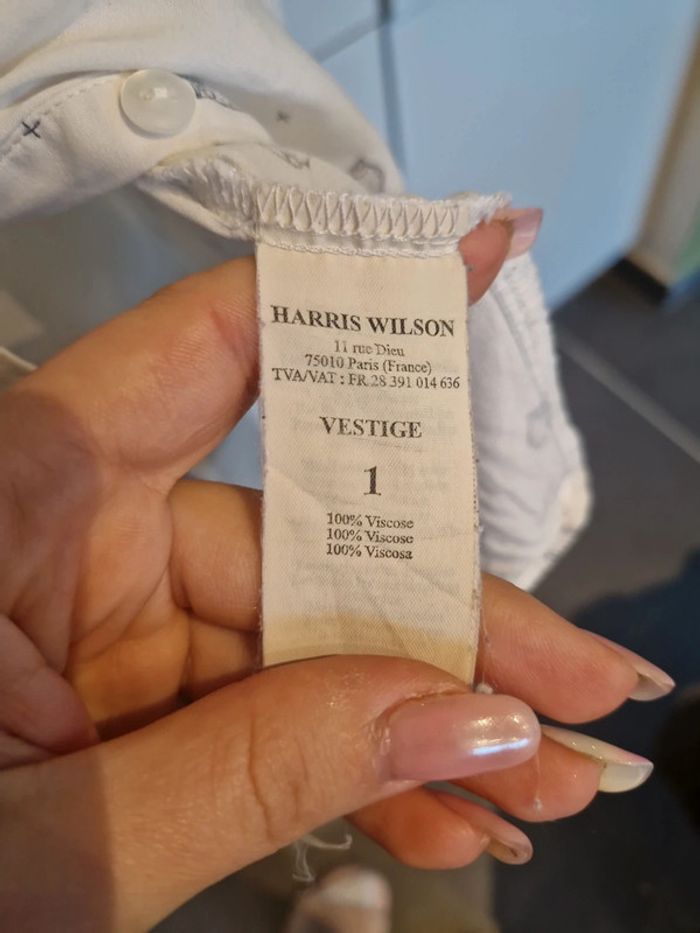 HARRIS WILSON
11 rue Dieu
75010 Paris (France)
TVA/VAT : FR 28 391 014 636
VESTIGE
1
100% Viscose
100% Viscose
100% Viscosa